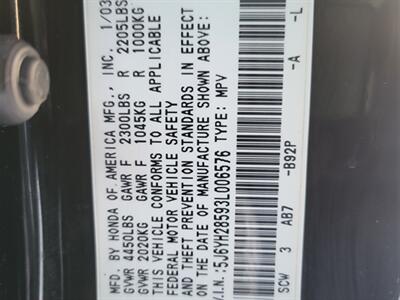 MFD. BY HONDA OF AMERICA MFG., INC. 1/03
GVWR 4450LBS GAWR F 2300LBS R 2205LBS
GVWR 2020KG GAWR F 1045KG R 1000KG
THIS VEHICLE CONFORMS TO ALL APPLICABLE
FEDERAL MOTOR VEHICLE SAFETY
AND THEFT PREVENTION STANDARDS IN EFFECT
ON THE DATE OF MANUFACTURE SHOWN ABOVE:
V.I.N.:5J6YH28593L006576 TYPE: MPV
SCW 3 AB7 -B92P -A -L